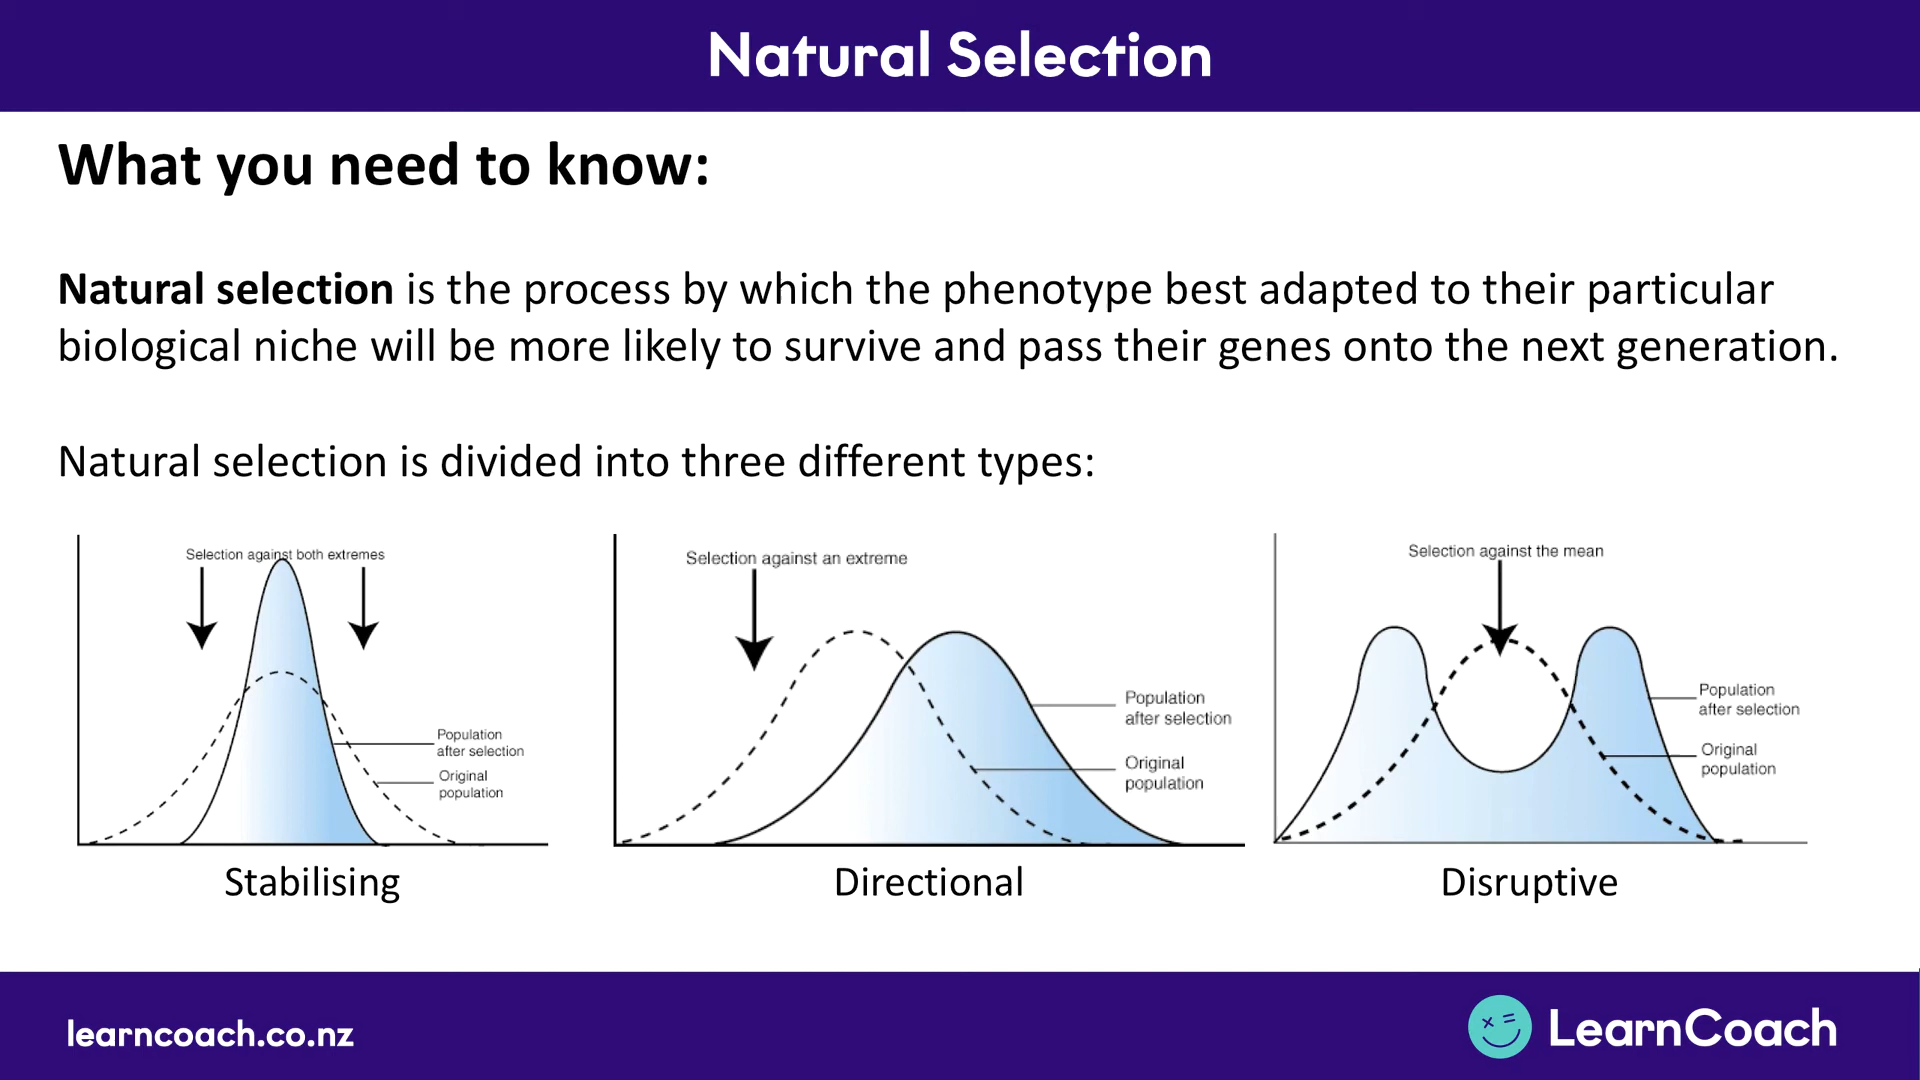 Natural Selection
What you need to know:
Natural selection is the process by which the phenotype best adapted to their particular
biological niche will be more likely to survive and pass their genes onto the next generation.
Natural selection is divided into three different types:
Selection against both extremes
Population
after selection
Original
population
Stabilising
Selection against an extreme
Population
after selection
Original
population
Directional
Selection against the mean
Population
after selection
Original
population
Disruptive
learncoach.co.nz
LearnCoach